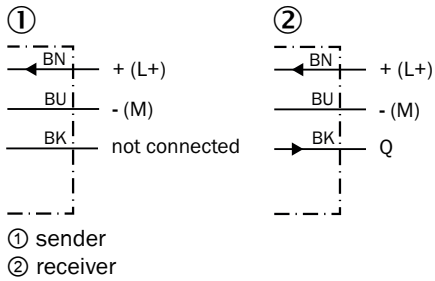 ① ②
BN + (L+) BN + (L+)
BU - (M) BU - (M)
BK not connected BK Q
① sender
② receiver